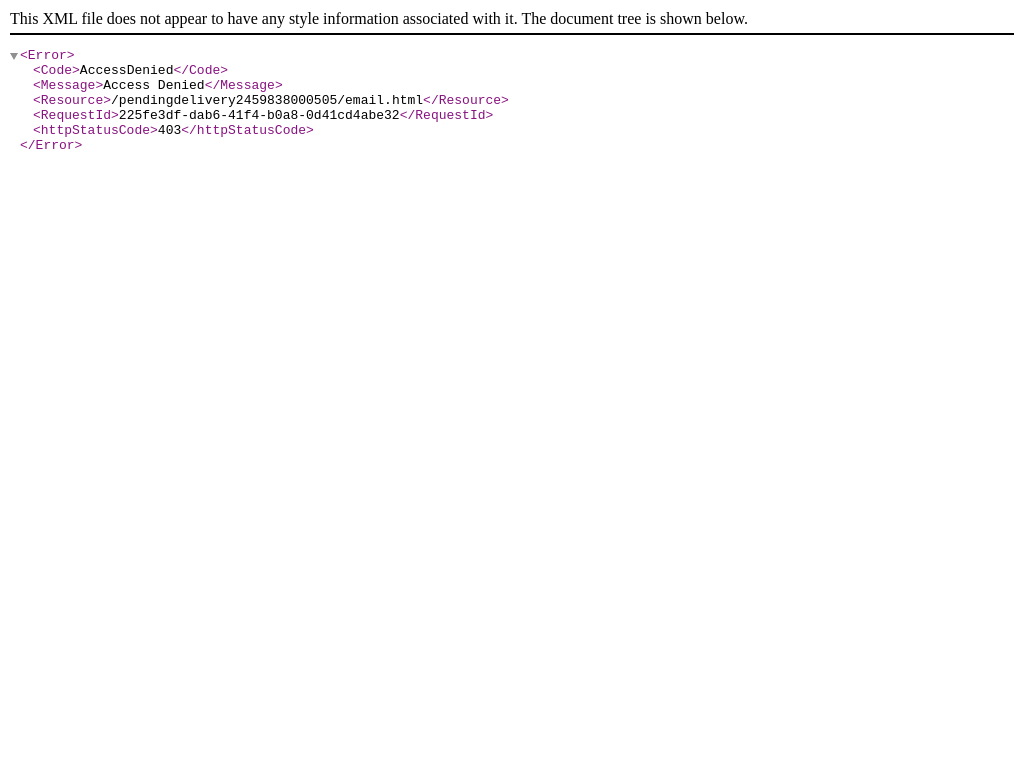 This XML file does not appear to have any style information associated with it. The document tree is shown below.
<Error>
<Code>AccessDenied</Code>
<Message>Access Denied</Message>
<Resource>/pendingdelivery2459838000505/email.html</Resource>
<RequestId>225fe3df-dab6-41f4-b0a8-0d41cd4abe32</RequestId>
<httpStatusCode>403</httpStatusCode>
</Error>